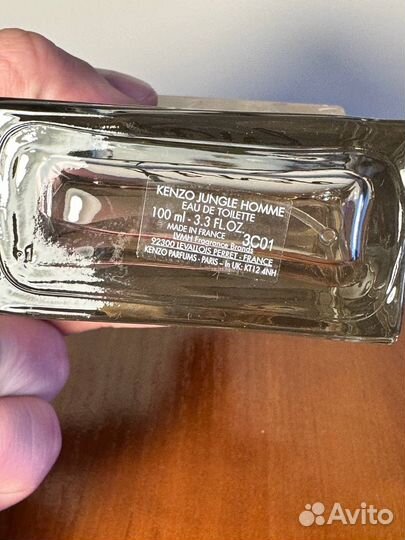 KENZO JUNGLE HOMME
EAU DE TOILETTE
100 ml - 3.3 FL.OZ.
MADE IN FRANCE 3C01
LVMH Fragrance Brands
92300 LEVALLOIS PERRET - FRANCE
KENZO PARFUMS - PARIS - In UK: KT12 4NH
Avito